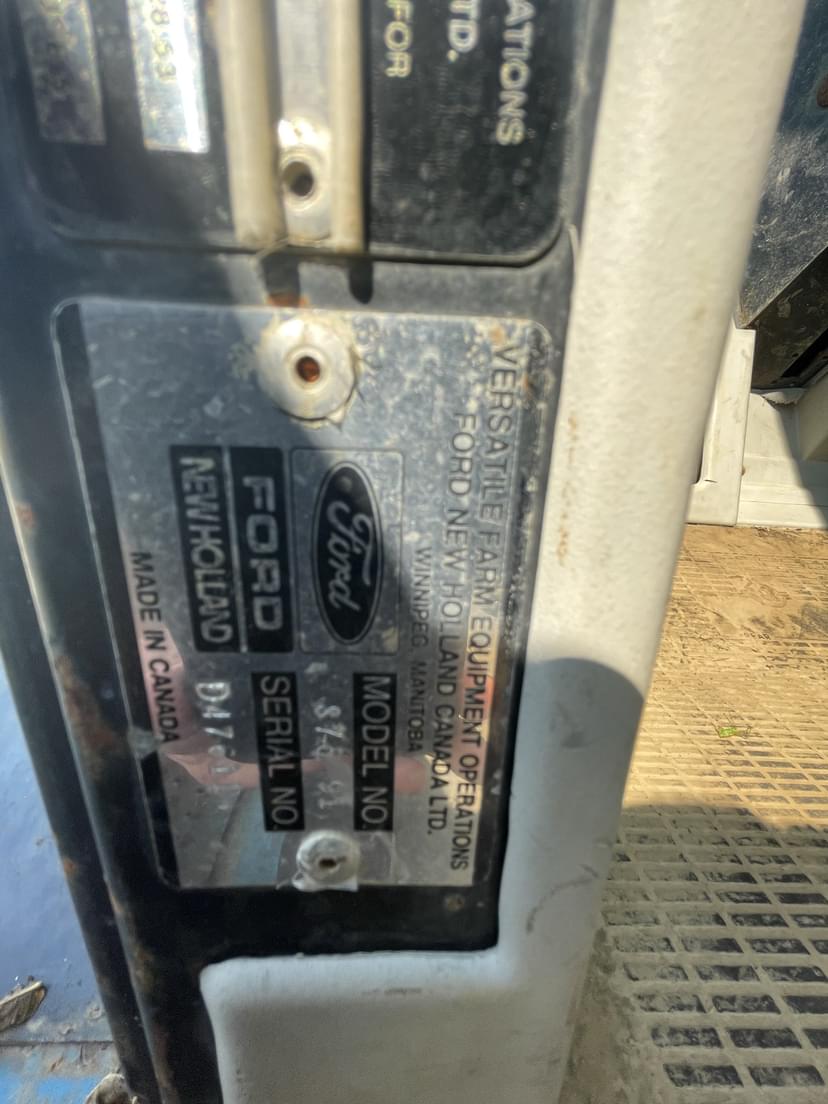 ATIONS
TD.
FOR
VERSATILE FARM EQUIPMENT OPERATIONS
FORD NEW HOLLAND CANADA LTD.
WINNIPEG, MANITOBA
Ford
MODEL NO.
FORD
NEW HOLLAND
SERIAL NO.
MADE IN CANADA